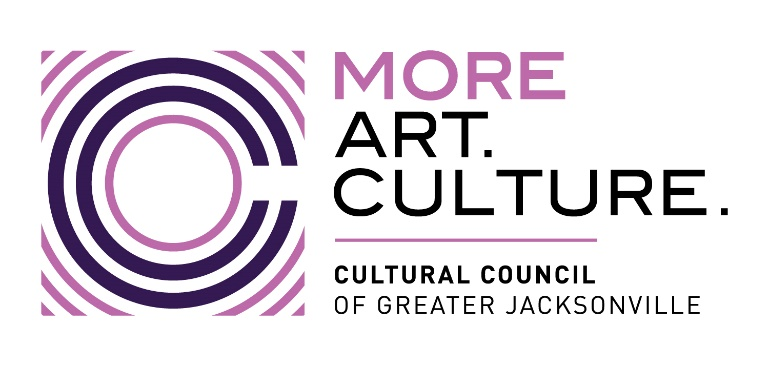 MORE
ART.
CULTURE.
CULTURAL COUNCIL
OF GREATER JACKSONVILLE